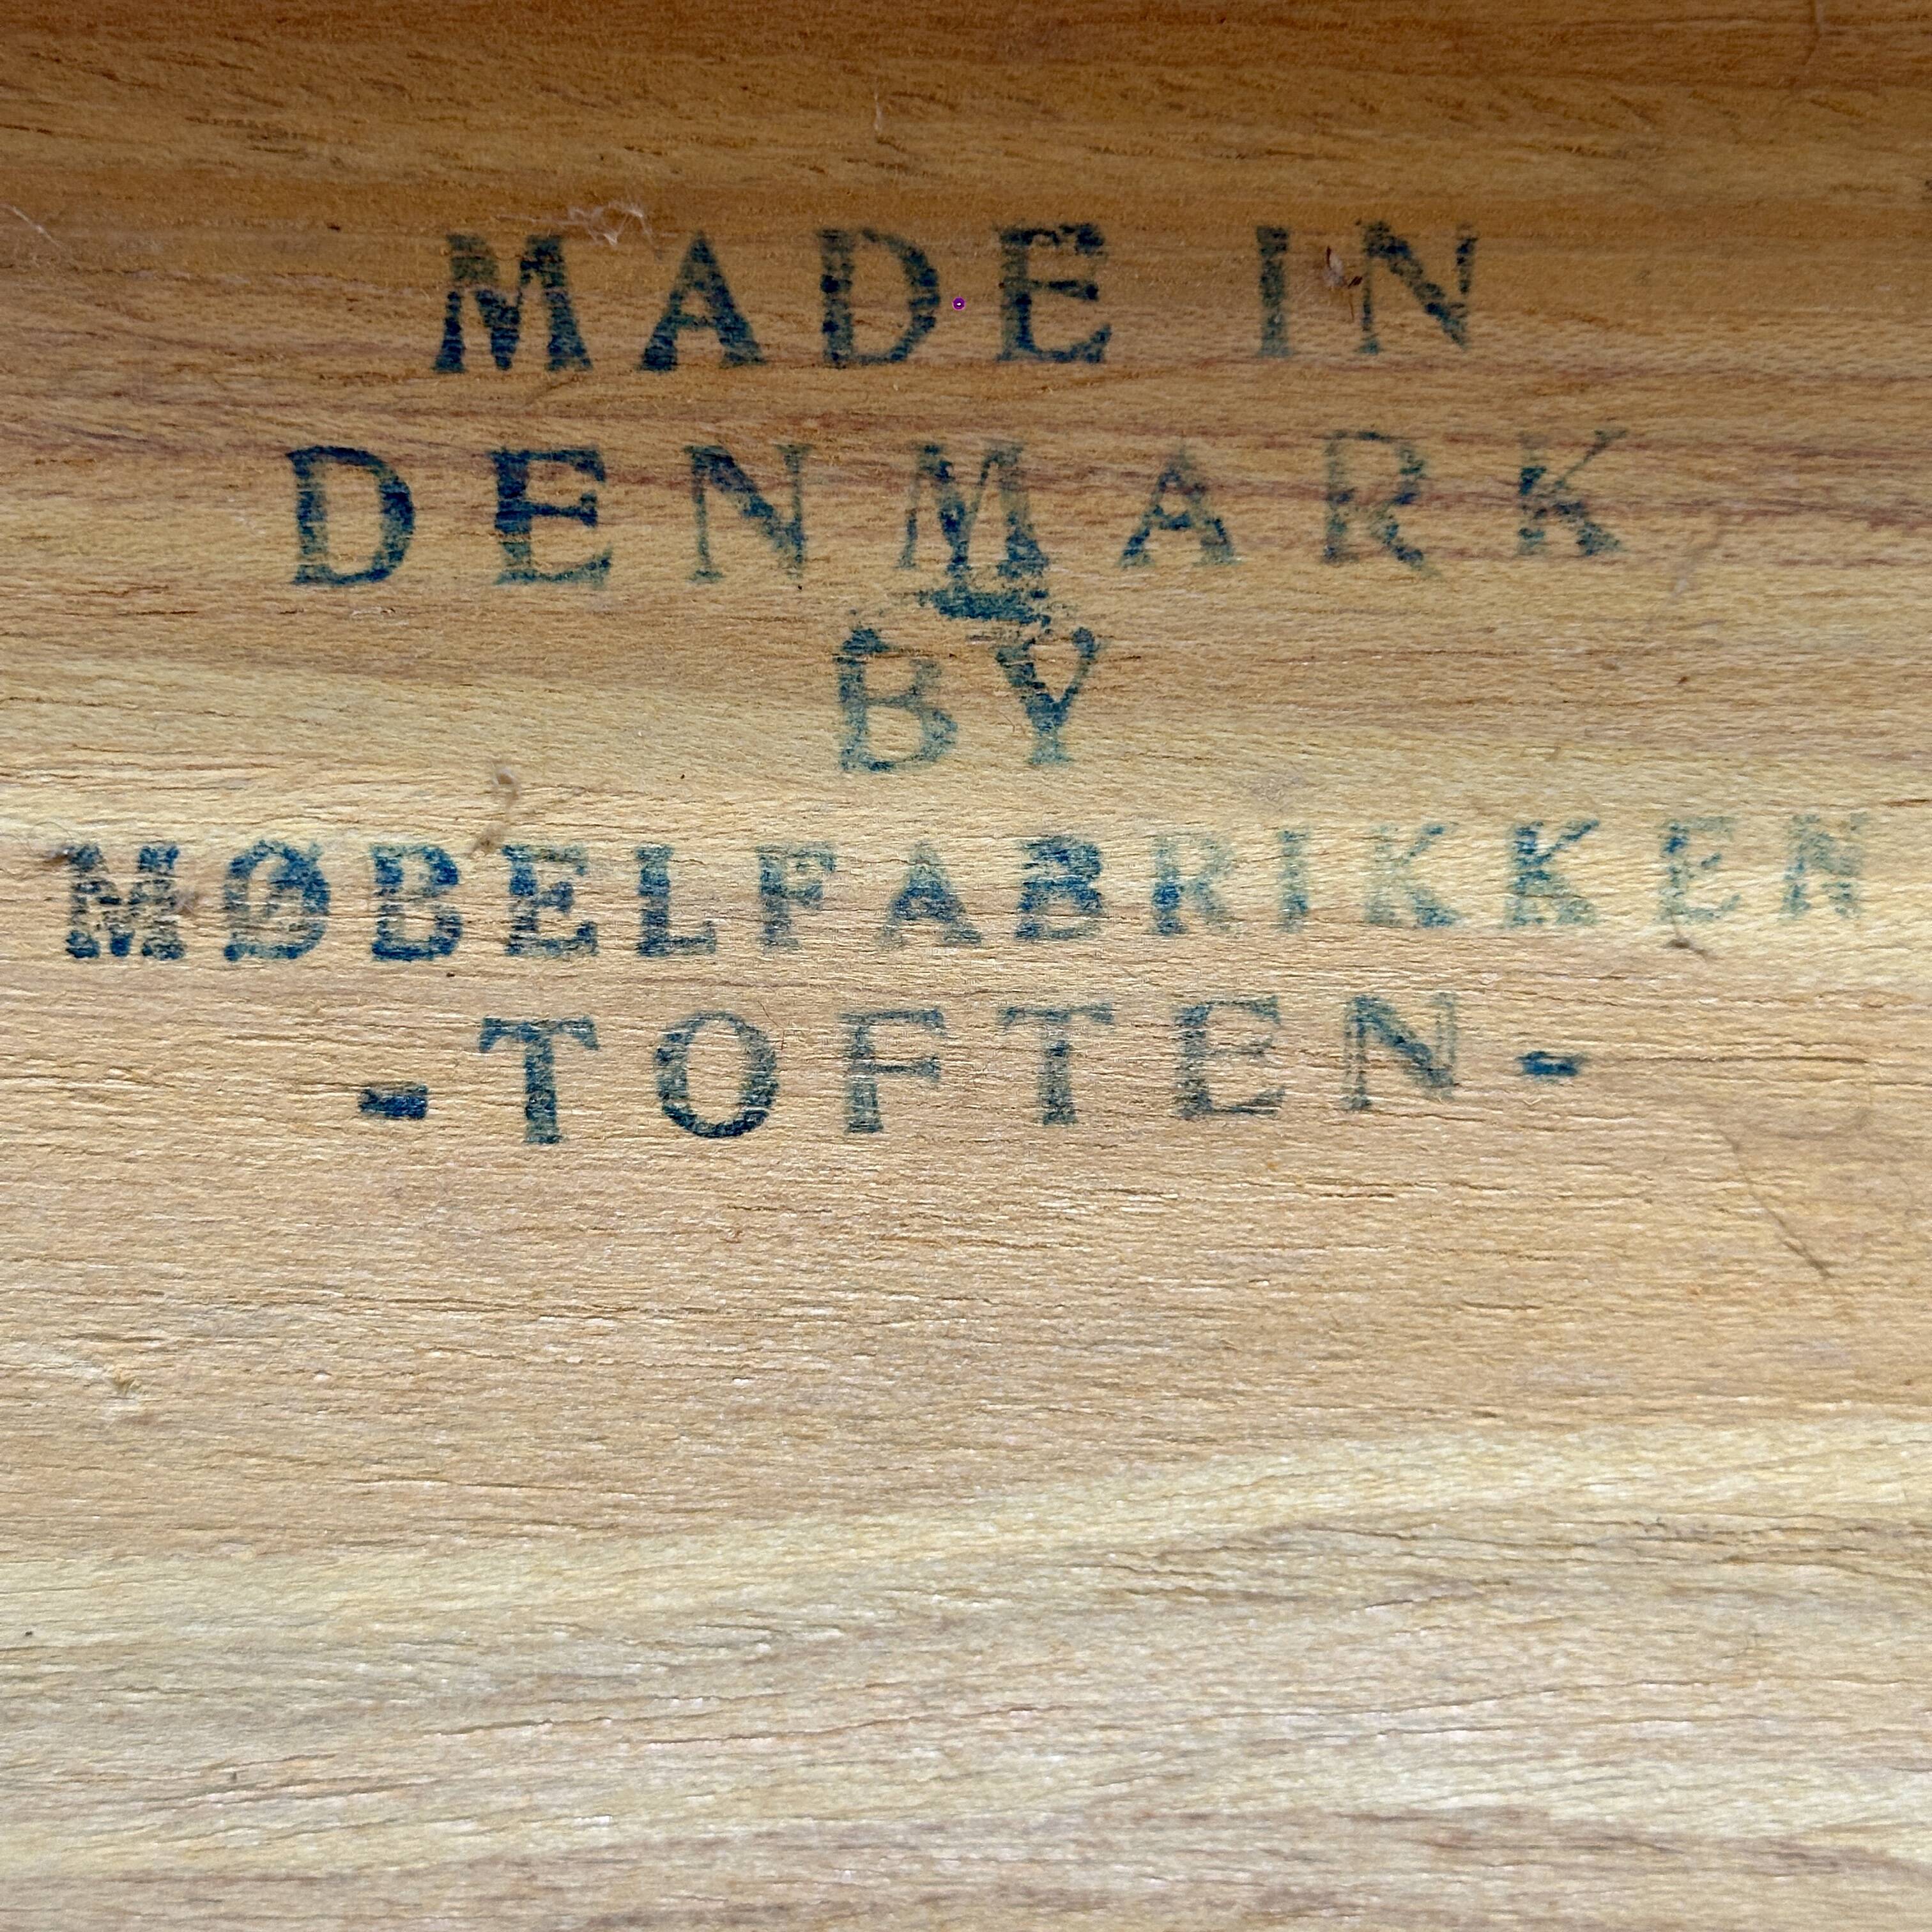 MADE IN
DENMARK
BY
MØBELFABRIKKEN
-TOFTEN-